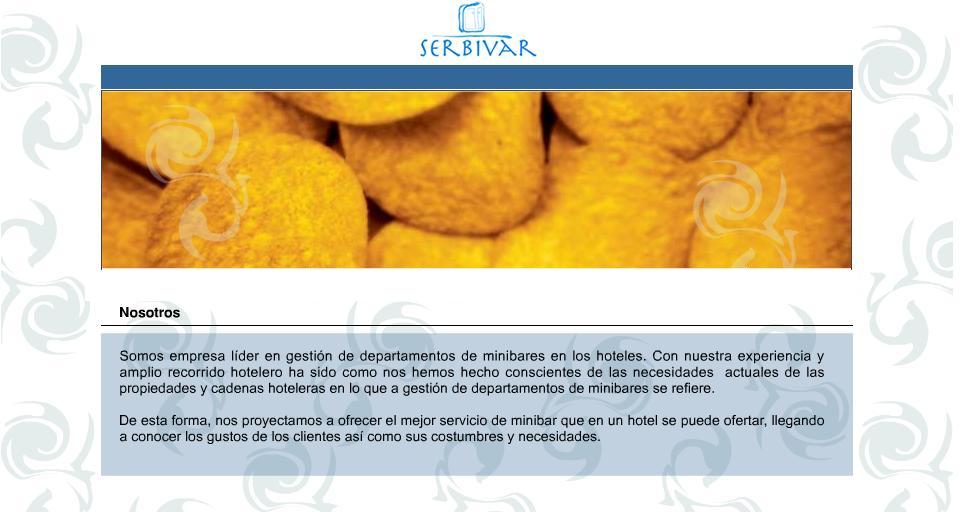 SERBIVAR
Nosotros
Somos empresa líder en gestión de departamentos de minibares en los hoteles. Con nuestra experiencia y
amplio recorrido hotelero ha sido como nos hemos hecho conscientes de las necesidades actuales de las
propiedades y cadenas hoteleras en lo que a gestión de departamentos de minibares se refiere.
De esta forma, nos proyectamos a ofrecer el mejor servicio de minibar que en un hotel se puede ofertar, llegando
a conocer los gustos de los clientes así como sus costumbres y necesidades.